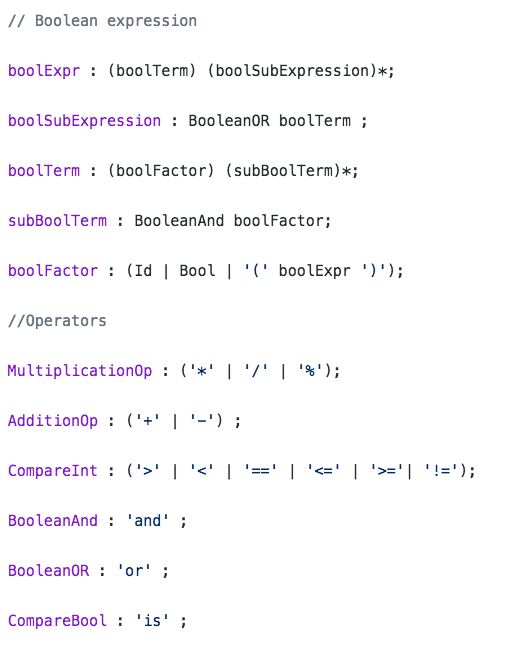 // Boolean expression
boolExpr : (boolTerm) (boolSubExpression)*;
boolSubExpression : BooleanOR boolTerm ;
boolTerm : (boolFactor) (subBoolTerm)*;
subBoolTerm : BooleanAnd boolFactor;
boolFactor : (Id | Bool | '(' boolExpr ')');
//Operators
MultiplicationOp : ('*' | '/' | '%');
AdditionOp : ('+' | '-') ;
CompareInt : ('>' | '<' | '==' | '<=' | '>='| '!=');
BooleanAnd : 'and' ;
BooleanOR : 'or' ;
CompareBool : 'is' ;